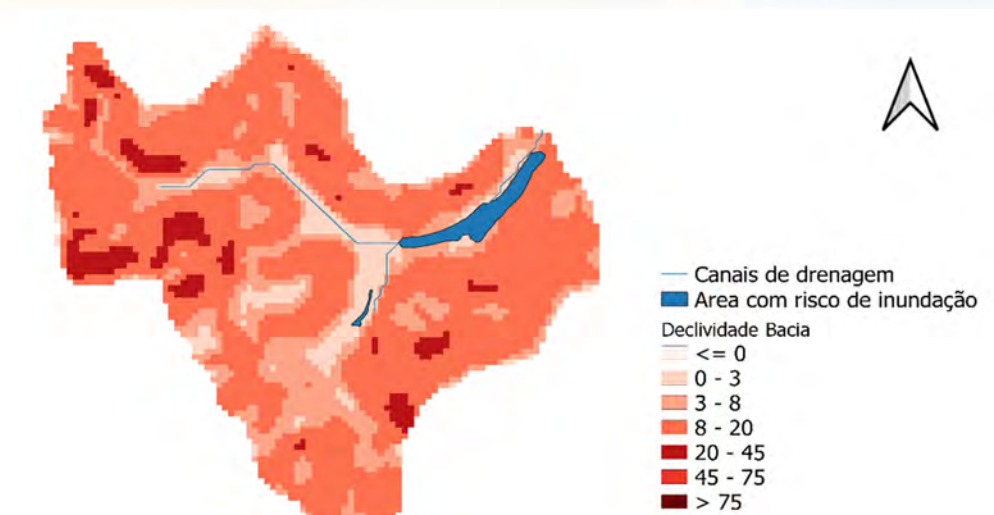 Canais de drenagem
Area com risco de inundação
Declividade Bacia
<= 0
0 - 3
3 - 8
8 - 20
20 - 45
45 - 75
> 75